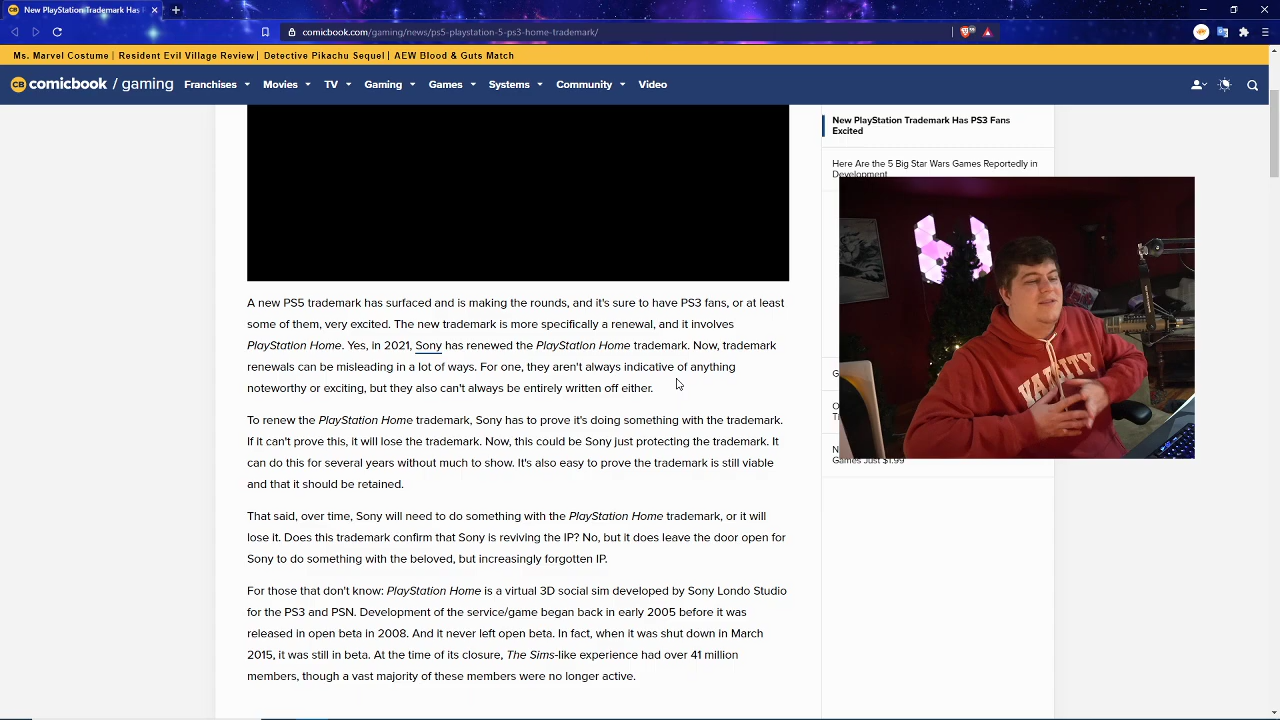 New PlayStation Trademark Has
comicbook.com/gaming/news/ps5-playstation-5-ps3-home-trademark/
Ms. Marvel Costume | Resident Evil Village Review | Detective Pikachu Sequel | AEW Blood & Guts Match
CB comicbook / gaming Franchises Movies TV Gaming Games Systems Community Video
New PlayStation Trademark Has PS3 Fans
Excited
Here Are the 5 Big Star Wars Games Reportedly in
Development
Games Just $1.99
VARSITY
A new PS5 trademark has surfaced and is making the rounds, and it's sure to have PS3 fans, or at least
some of them, very excited. The new trademark is more specifically a renewal, and it involves
PlayStation Home. Yes, in 2021, Sony has renewed the PlayStation Home trademark. Now, trademark
renewals can be misleading in a lot of ways. For one, they aren't always indicative of anything
noteworthy or exciting, but they also can't always be entirely written off either.
To renew the PlayStation Home trademark, Sony has to prove it's doing something with the trademark.
If it can't prove this, it will lose the trademark. Now, this could be Sony just protecting the trademark. It
can do this for several years without much to show. It's also easy to prove the trademark is still viable
and that it should be retained.
That said, over time, Sony will need to do something with the PlayStation Home trademark, or it will
lose it. Does this trademark confirm that Sony is reviving the IP? No, but it does leave the door open for
Sony to do something with the beloved, but increasingly forgotten IP.
For those that don't know: PlayStation Home is a virtual 3D social sim developed by Sony Londo Studio
for the PS3 and PSN. Development of the service/game began back in early 2005 before it was
released in open beta in 2008. And it never left open beta. In fact, when it was shut down in March
2015, it was still in beta. At the time of its closure, The Sims-like experience had over 41 million
members, though a vast majority of these members were no longer active.